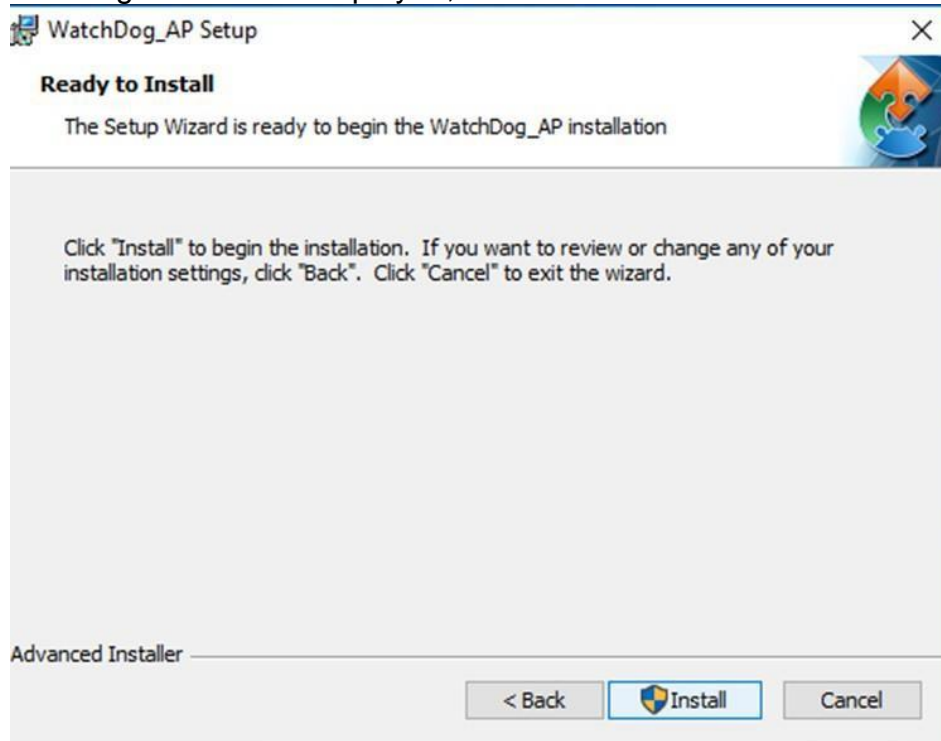 WatchDog_AP Setup
Ready to Install
The Setup Wizard is ready to begin the WatchDog_AP installation
Click "Install" to begin the installation. If you want to review or change any of your
installation settings, click "Back". Click "Cancel" to exit the wizard.
Advanced Installer
< Back Install Cancel